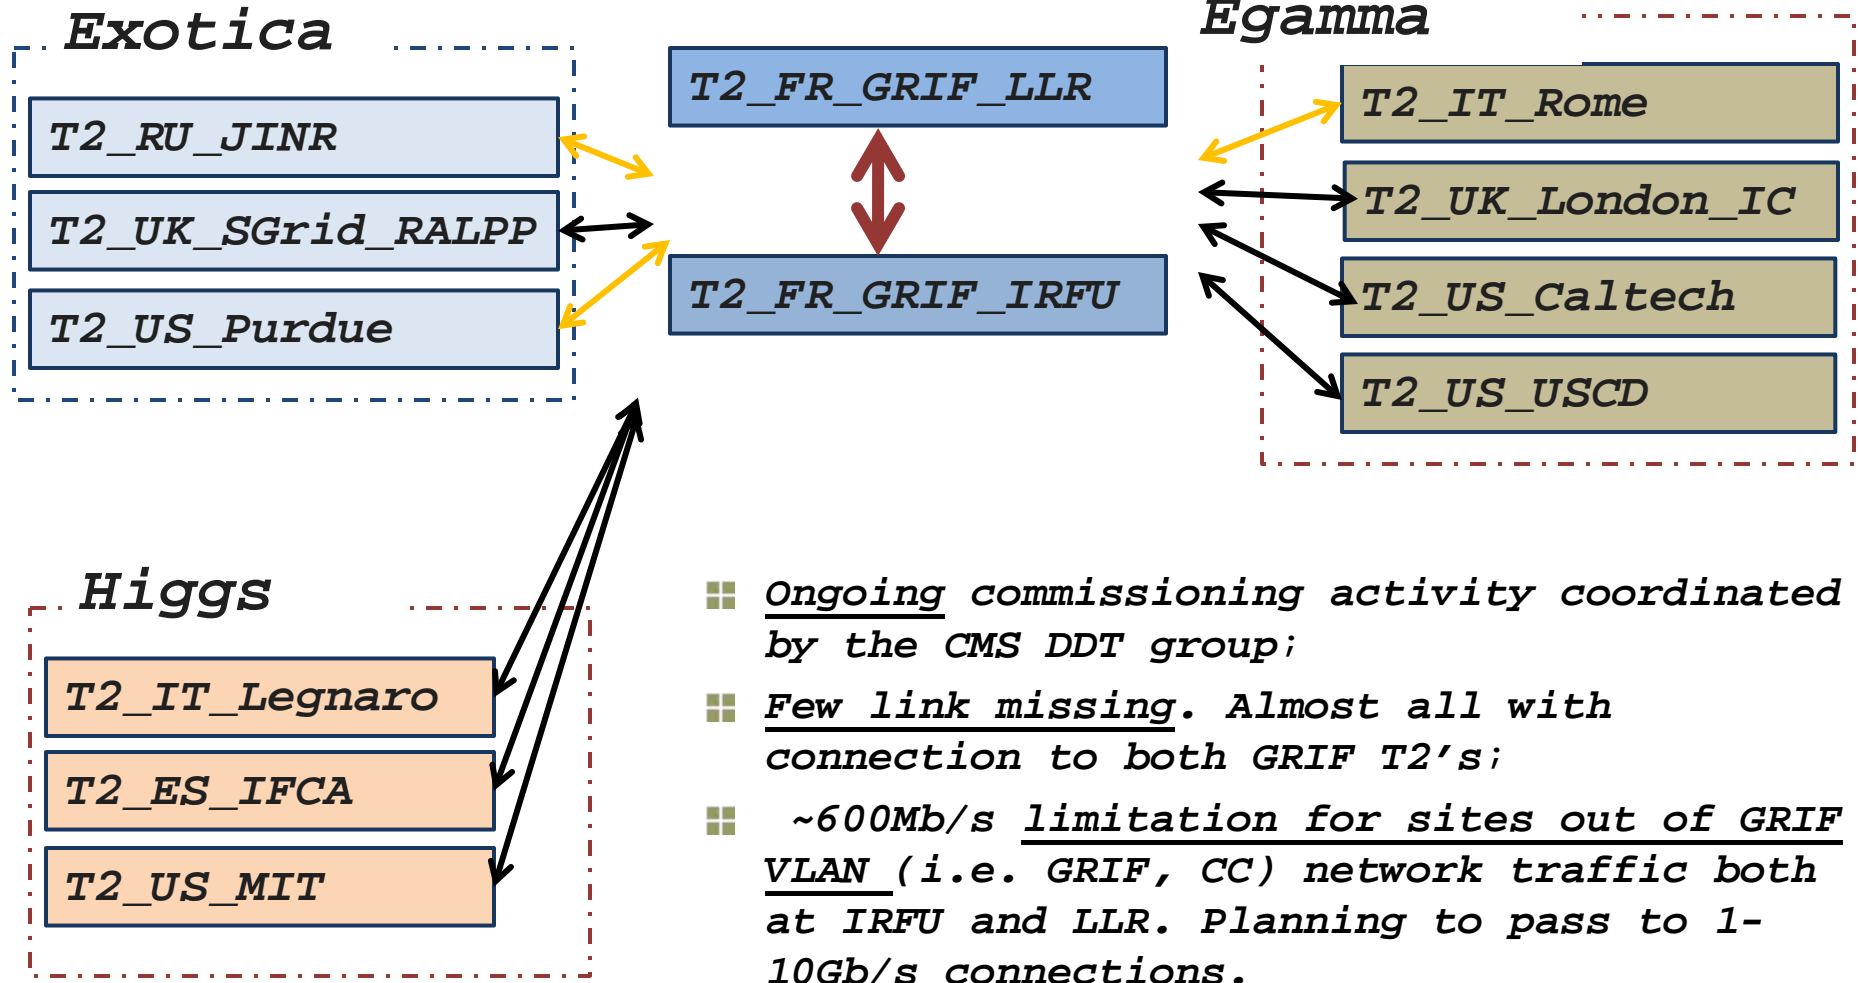 Exotica
T2_RU_JINR
T2_UK_SGrid_RALPP
T2_US_Purdue
T2_FR_GRIF_LLR
T2_FR_GRIF_IRFU
Egamma
T2_IT_Rome
T2_UK_London_IC
T2_US_Caltech
T2_US_USCD
Higgs
T2_IT_Legnaro
T2_ES_IFCA
T2_US_MIT
Ongoing commissioning activity coordinated
by the CMS DDT group;
Few link missing. Almost all with
connection to both GRIF T2’s;
~600Mb/s limitation for sites out of GRIF
VLAN (i.e. GRIF, CC) network traffic both
at IRFU and LLR. Planning to pass to 1-
10Gb/s connections.